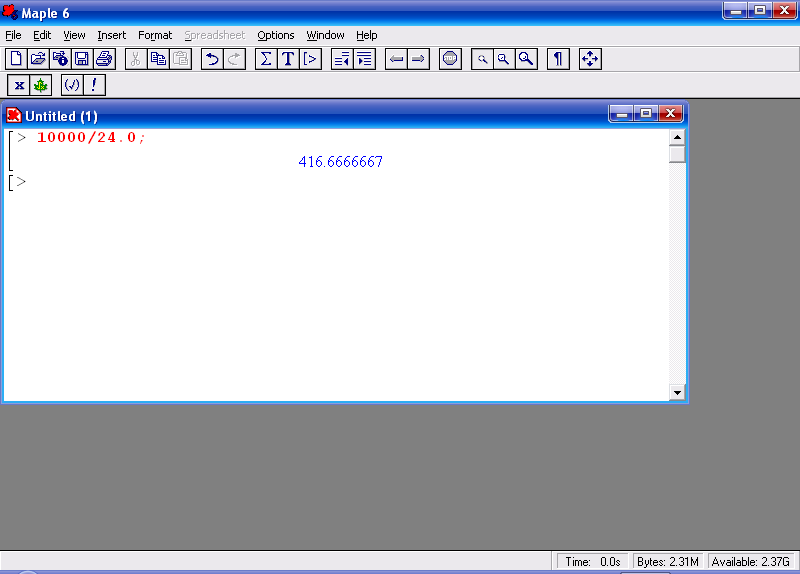 Maple 6
File Edit View Insert Format Spreadsheet Options Window Help
Untitled (1)
> 10000/24.0;
416.6666667
>
Time: 0.0s Bytes: 2.31M Available: 2.37G